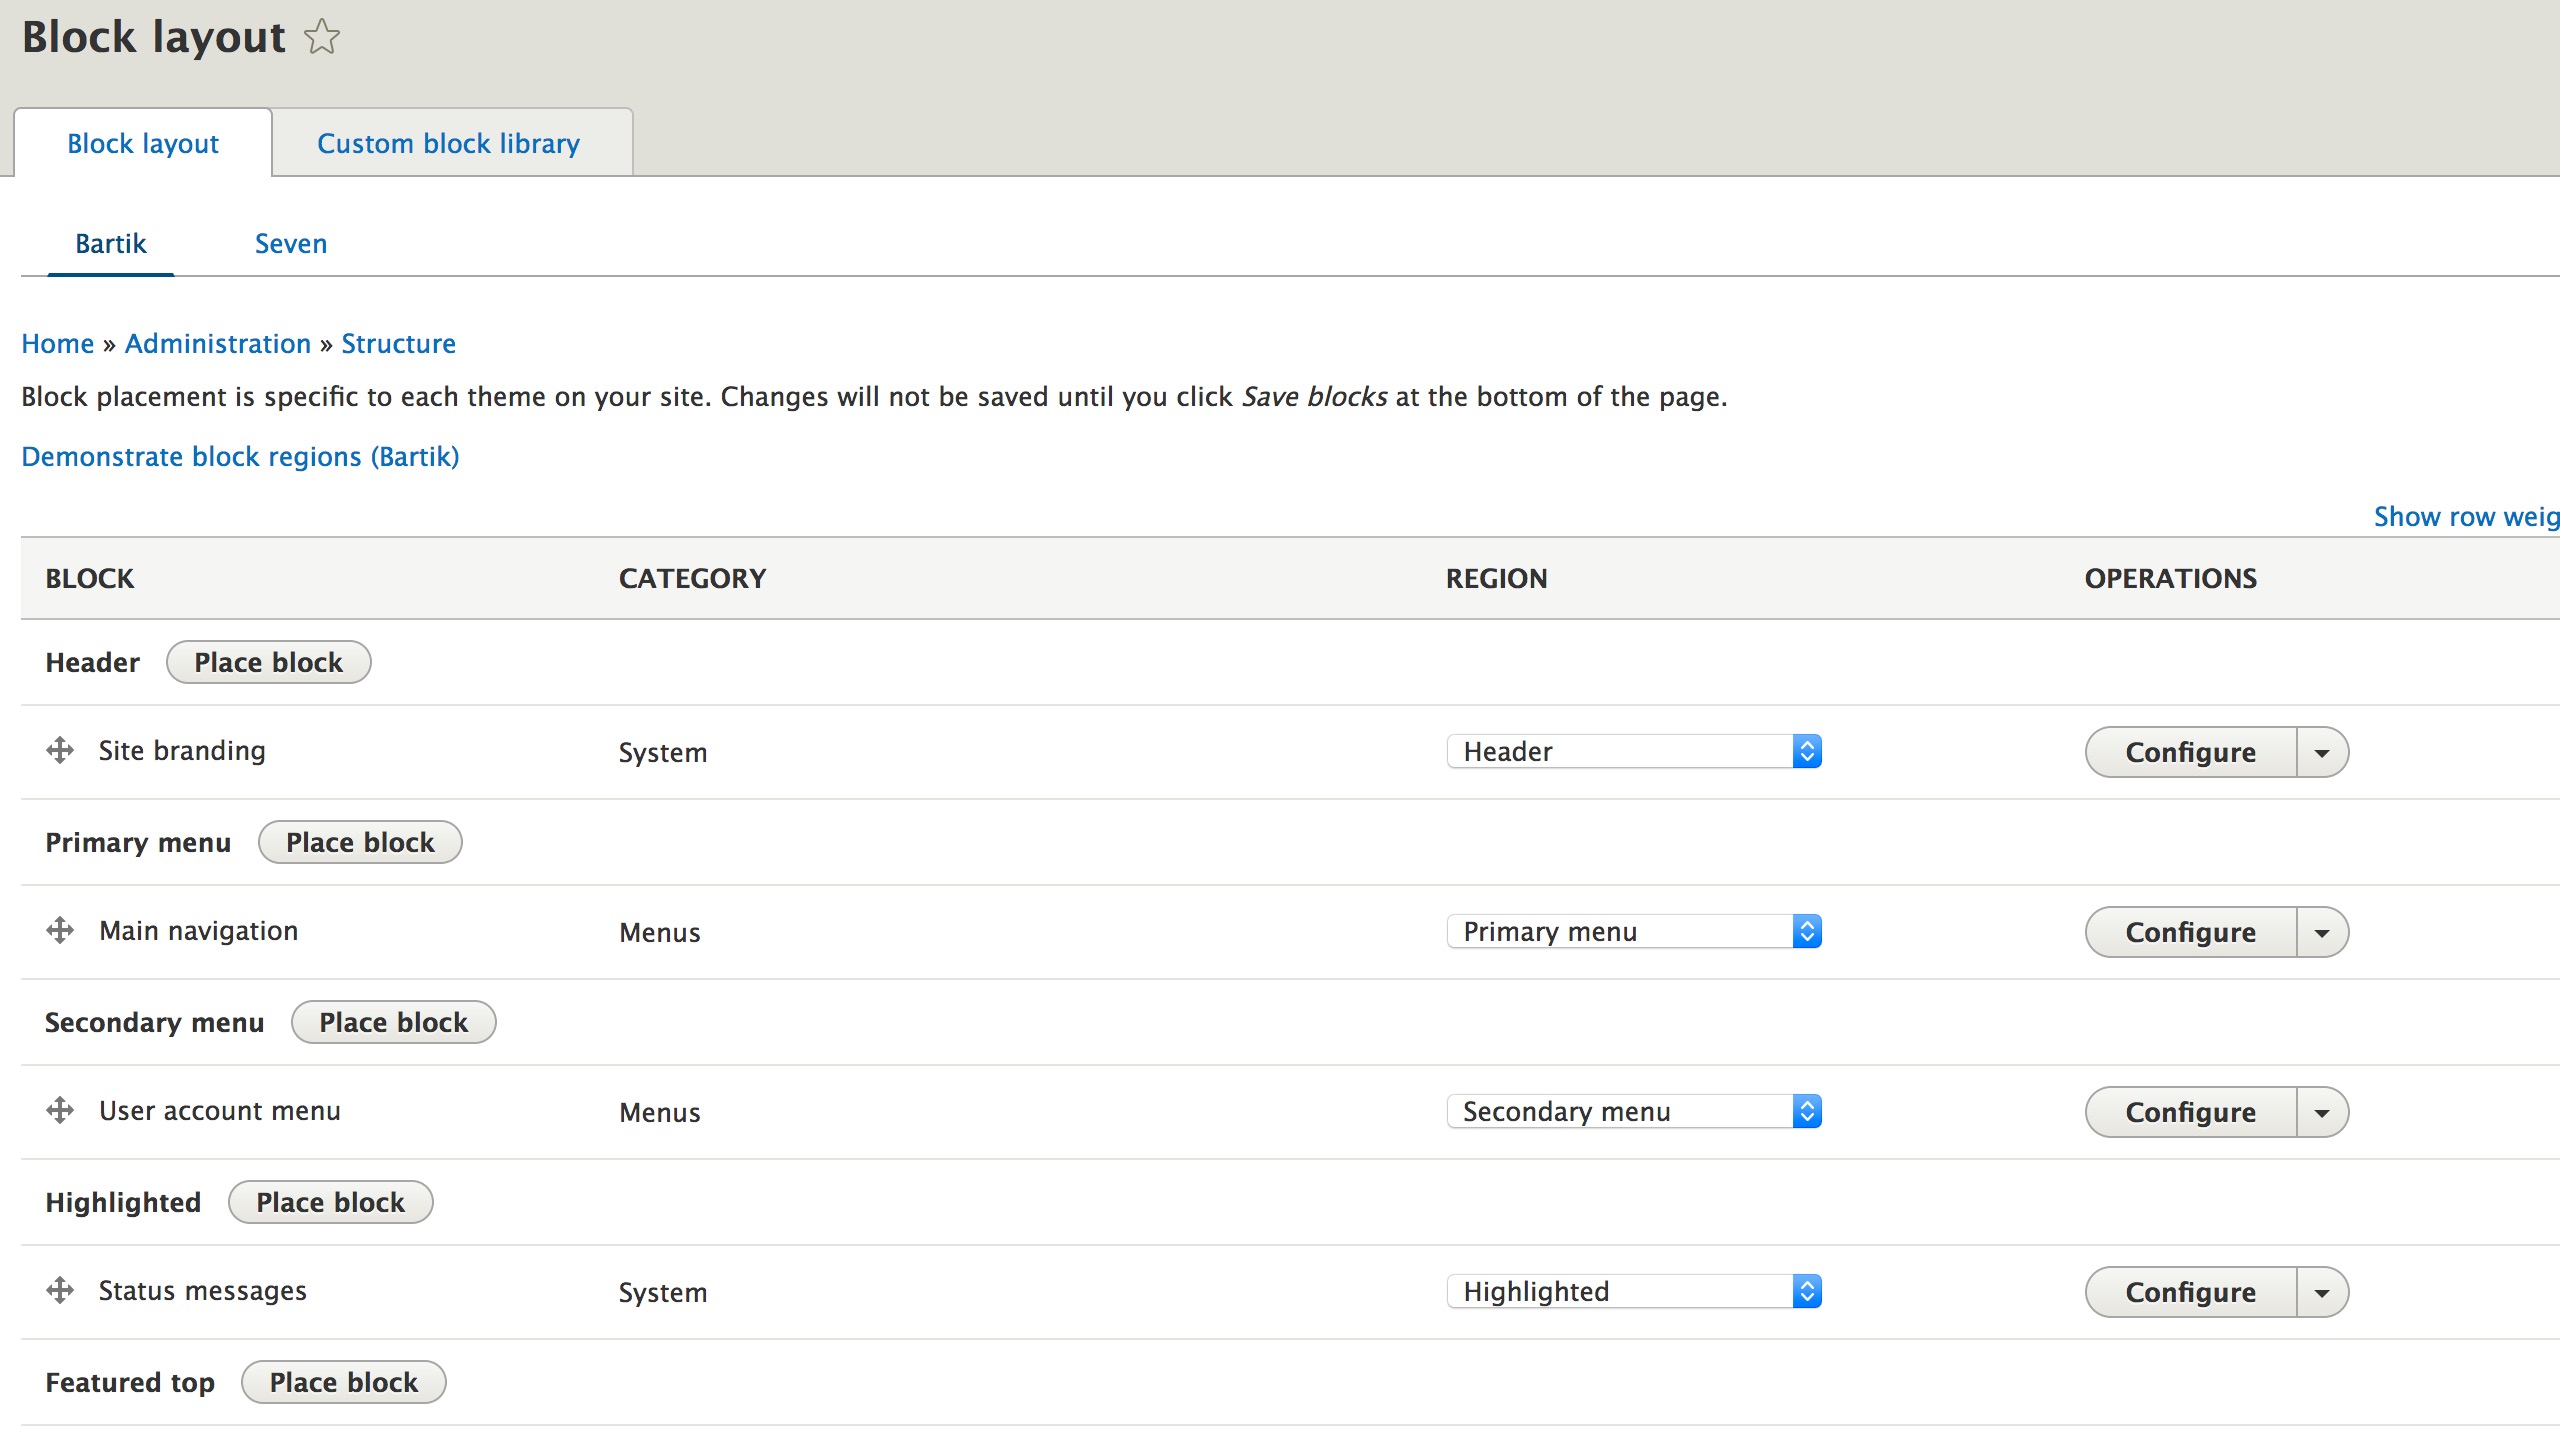 Block layout
Block layout Custom block library
Bartik Seven
Home » Administration » Structure
Block placement is specific to each theme on your site. Changes will not be saved until you click Save blocks at the bottom of the page.
Demonstrate block regions (Bartik)
Show row weig
BLOCK CATEGORY REGION OPERATIONS
Header Place block
Site branding System Header Configure
Primary menu Place block
Main navigation Menus Primary menu Configure
Secondary menu Place block
User account menu Menus Secondary menu Configure
Highlighted Place block
Status messages System Highlighted Configure
Featured top Place block